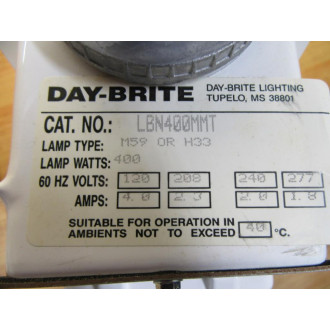 DAY-BRITE
DAY-BRITE LIGHTING
TUPELO, MS 38801
CAT. NO.: LBN400MMT
LAMP TYPE: M59 OR H33
LAMP WATTS: 400
60 HZ VOLTS: 120 208 240 277
AMPS: 4.0 2.3 2.0 1.8
SUITABLE FOR OPERATION IN
AMBIENTS NOT TO EXCEED 40 °C.